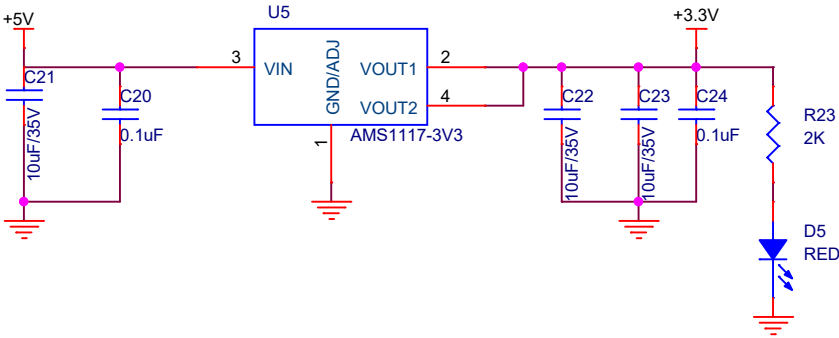 +5V
U5
+3.3V
C21
10uF/35V
C20
0.1uF
3
VIN
GND/ADJ
VOUT1
VOUT2
2
4
1
AMS1117-3V3
C22
10uF/35V
C23
10uF/35V
C24
0.1uF
R23
2K
D5
RED